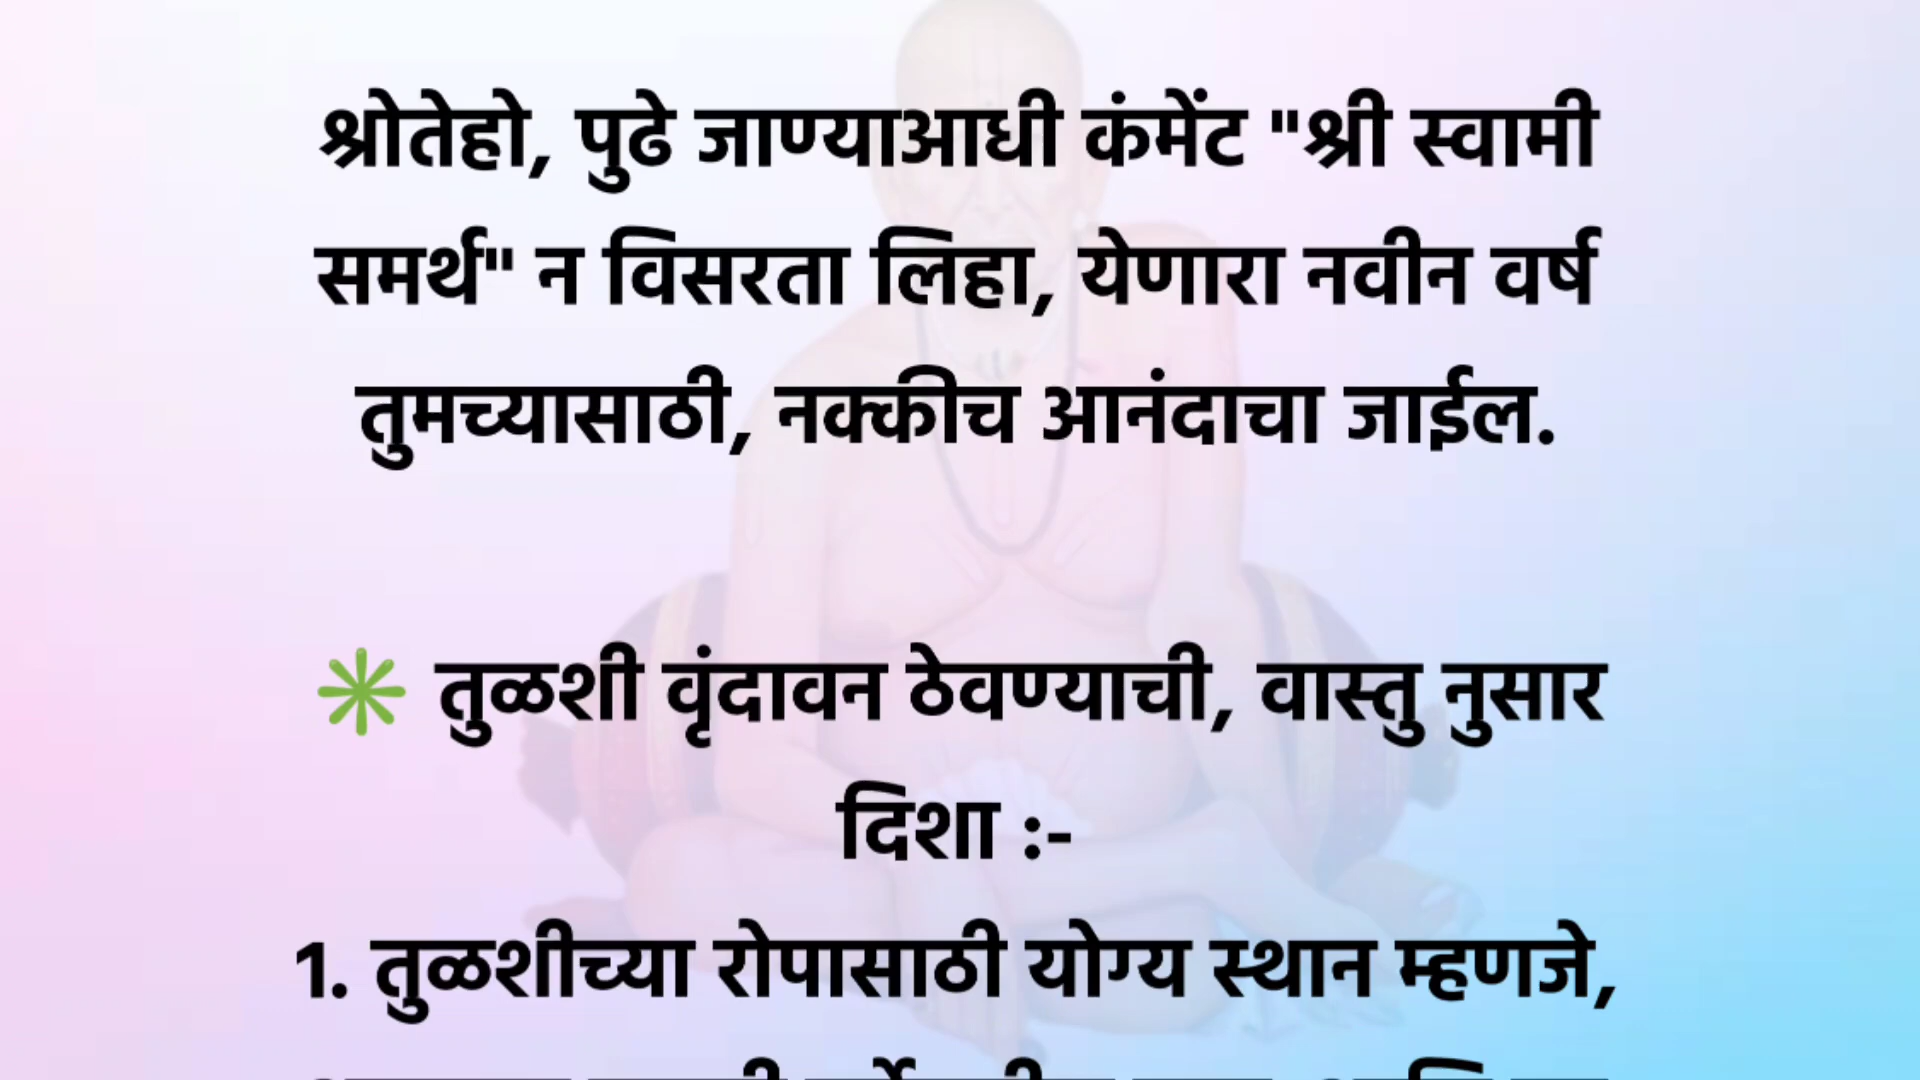 श्रोतेहो, पुढे जाण्याआधी कंमेंट "श्री स्वामी
समर्थ" न विसरता लिहा, येणारा नवीन वर्ष
तुमच्यासाठी, नक्कीच आनंदाचा जाईल.
✳️ तुळशी वृंदावन ठेवण्याची, वास्तु नुसार
दिशा :-
1. तुळशीच्या रोपासाठी योग्य स्थान म्हणजे,